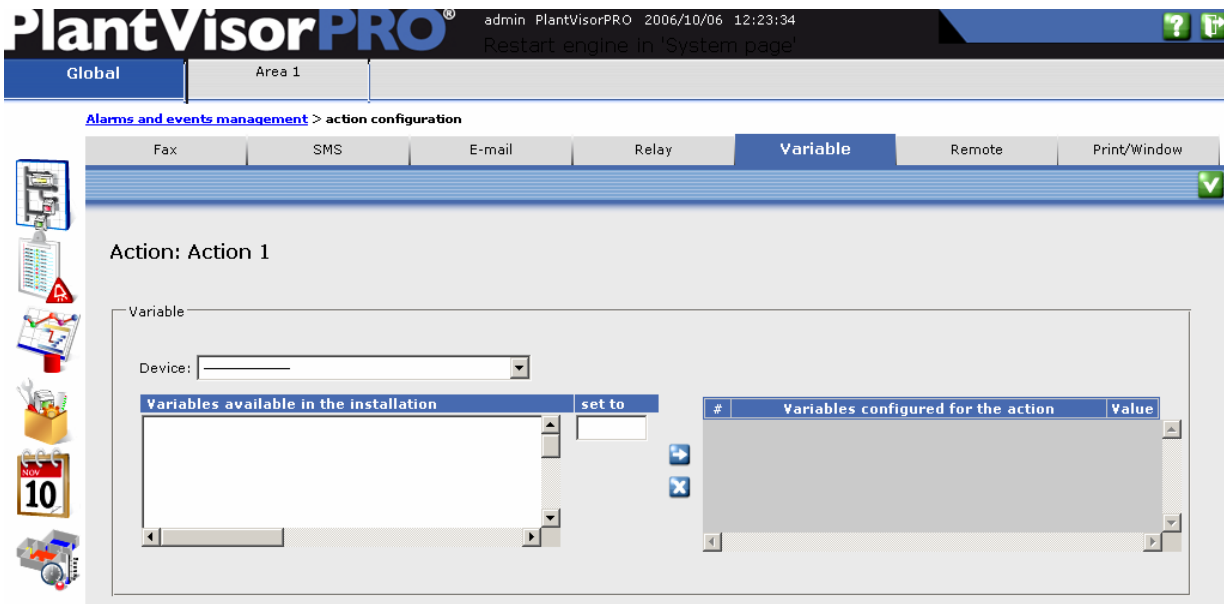 PlantVisorPRO®
admin PlantVisorPRO 2006/10/06 12:23:34
Restart engine in 'System page'
?
Global Area 1
Alarms and events management > action configuration
Fax SMS E-mail Relay Variable Remote Print/Window
Action: Action 1
Variable
Device:
Variables available in the installation set to
# Variables configured for the action Value
NOV
10